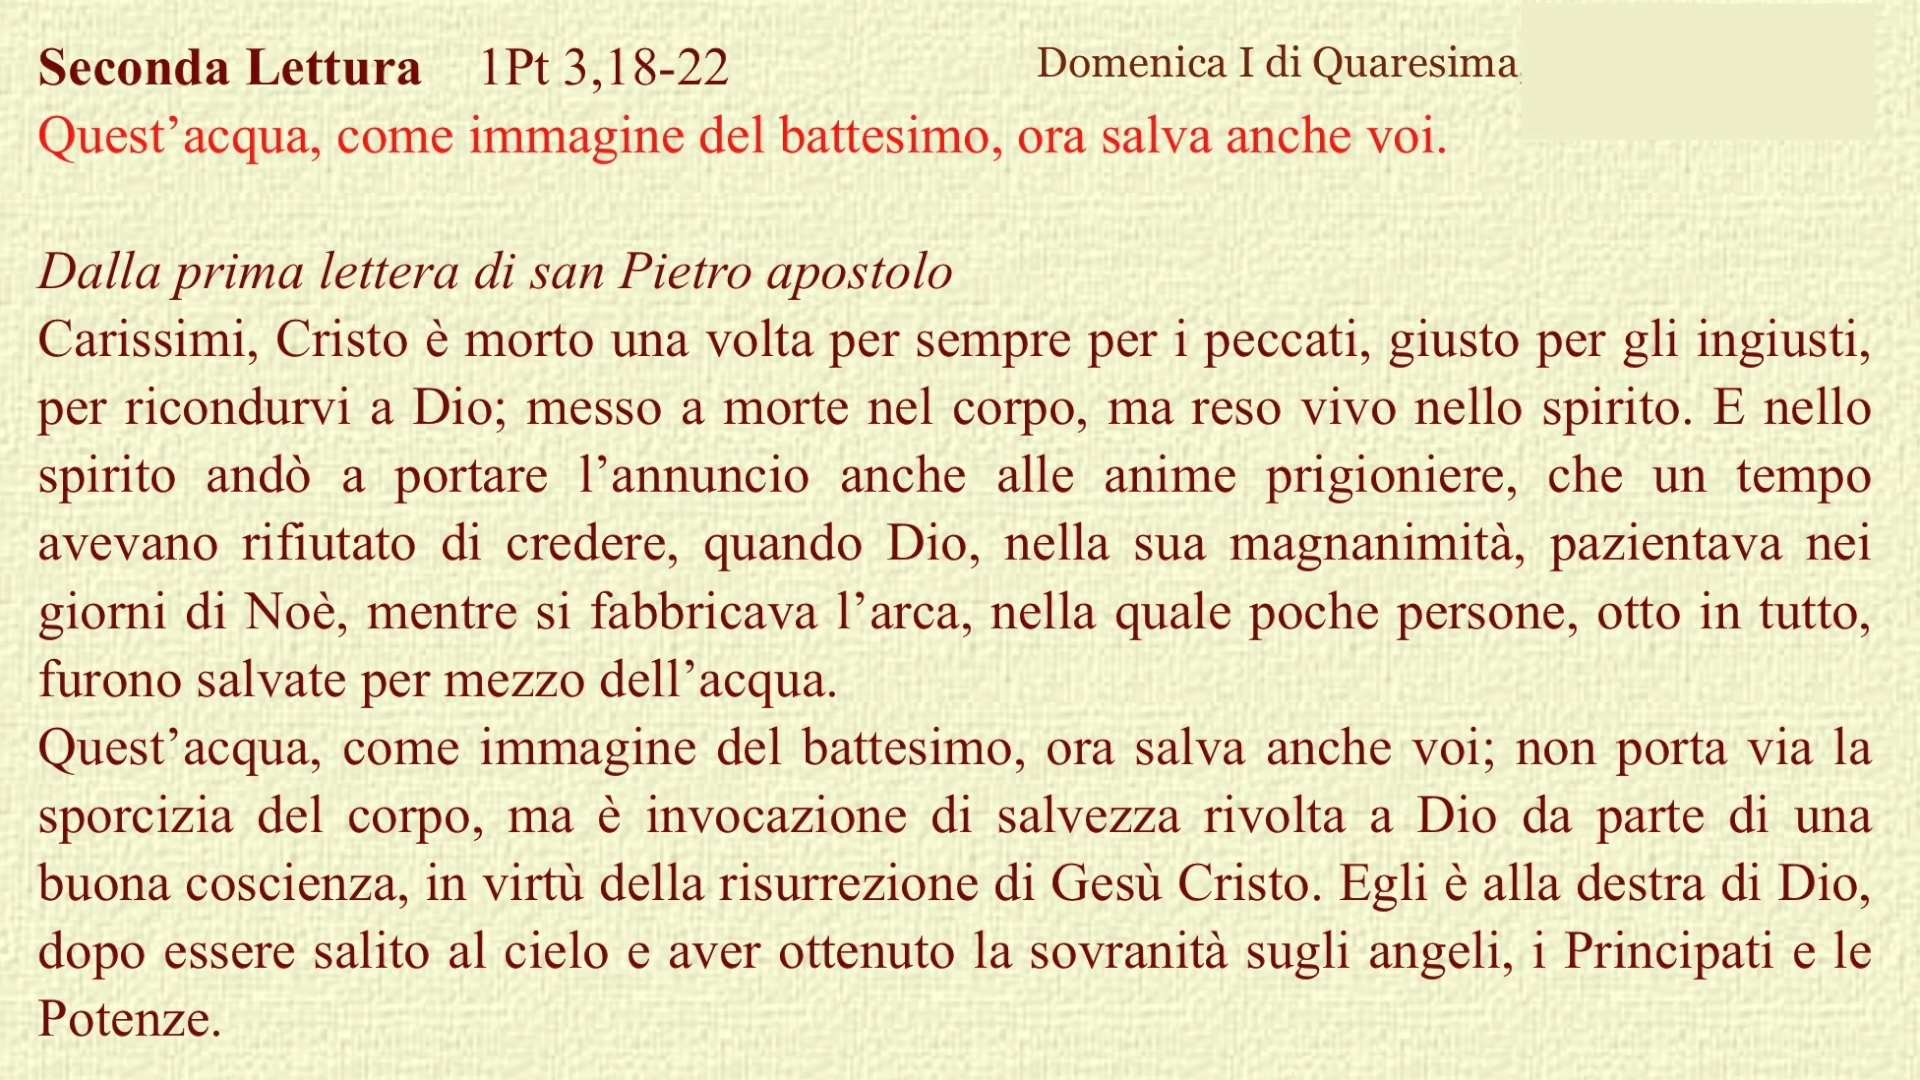 Seconda Lettura 1Pt 3,18-22 Domenica I di Quaresima,
Quest’acqua, come immagine del battesimo, ora salva anche voi.
Dalla prima lettera di san Pietro apostolo
Carissimi, Cristo è morto una volta per sempre per i peccati, giusto per gli ingiusti,
per ricondurvi a Dio; messo a morte nel corpo, ma reso vivo nello spirito. E nello
spirito andò a portare l’annuncio anche alle anime prigioniere, che un tempo
avevano rifiutato di credere, quando Dio, nella sua magnanimità, pazientava nei
giorni di Noè, mentre si fabbricava l’arca, nella quale poche persone, otto in tutto,
furono salvate per mezzo dell’acqua.
Quest’acqua, come immagine del battesimo, ora salva anche voi; non porta via la
sporcizia del corpo, ma è invocazione di salvezza rivolta a Dio da parte di una
buona coscienza, in virtù della risurrezione di Gesù Cristo. Egli è alla destra di Dio,
dopo essere salito al cielo e aver ottenuto la sovranità sugli angeli, i Principati e le
Potenze.